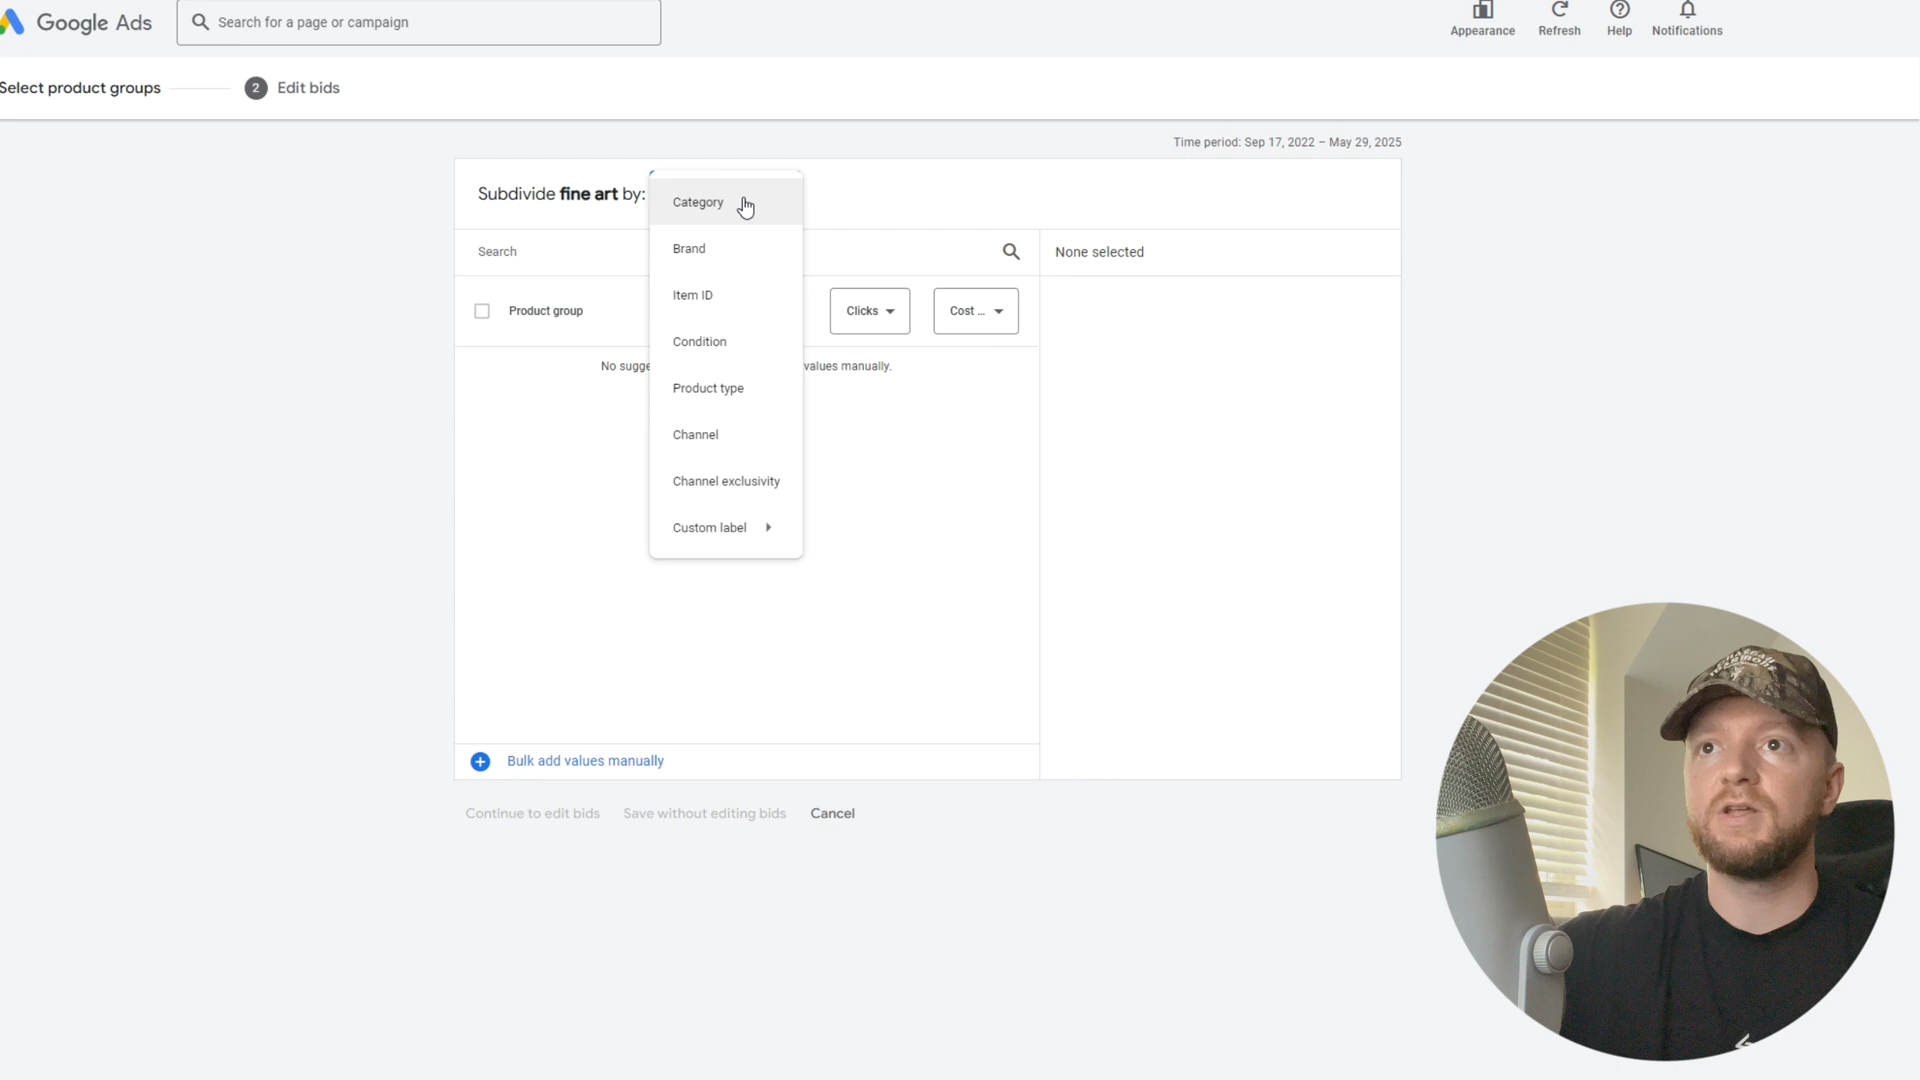 Google Ads
Search for a page or campaign
Appearance
Refresh
Help
Notifications
Select product groups
2 Edit bids
Time period: Sep 17, 2022 – May 29, 2025
Subdivide fine art by:
Category
Brand
Item ID
Condition
Product type
Channel
Channel exclusivity
Custom label
Search
None selected
Product group
Clicks
Cost ...
No sugge
values manually.
Bulk add values manually
Continue to edit bids
Save without editing bids
Cancel